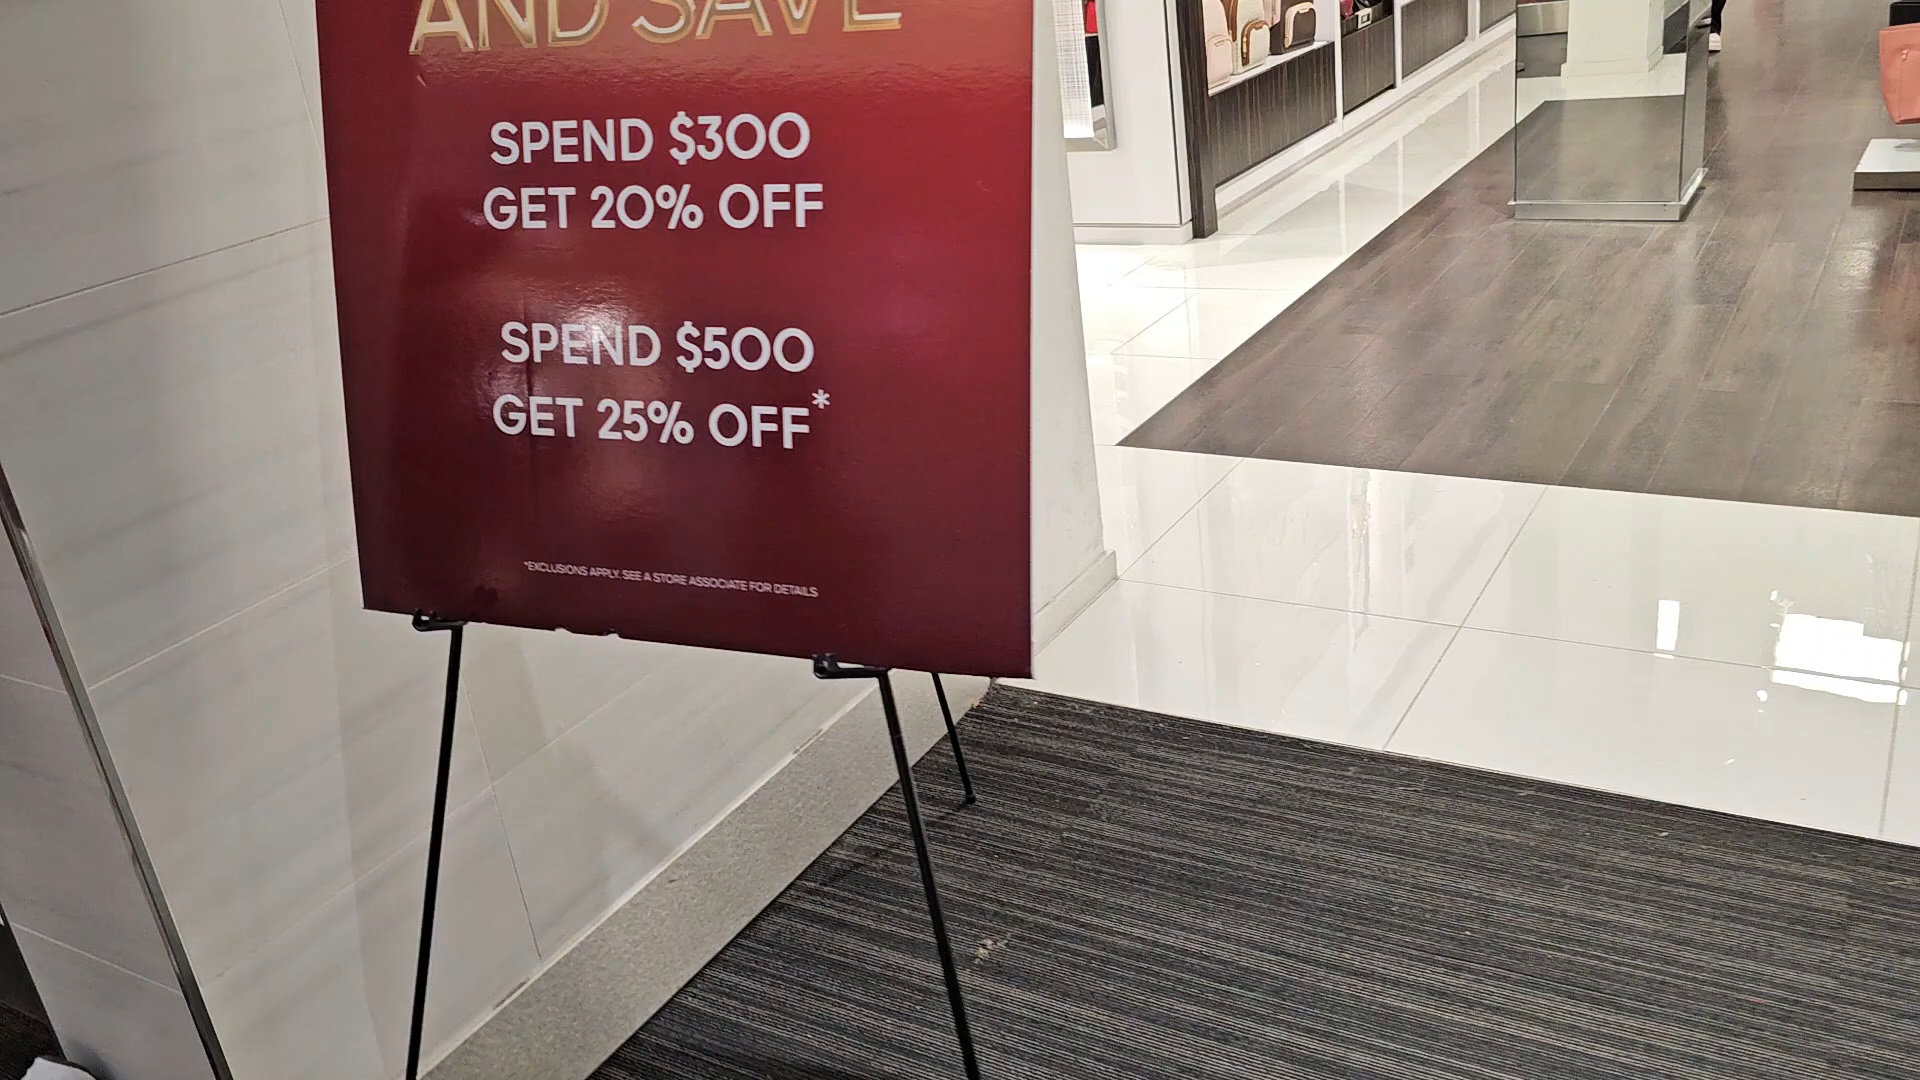 AND SAVE
SPEND $300
GET 20% OFF
SPEND $500
GET 25% OFF*
*EXCLUSIONS APPLY. SEE A STORE ASSOCIATE FOR DETAILS